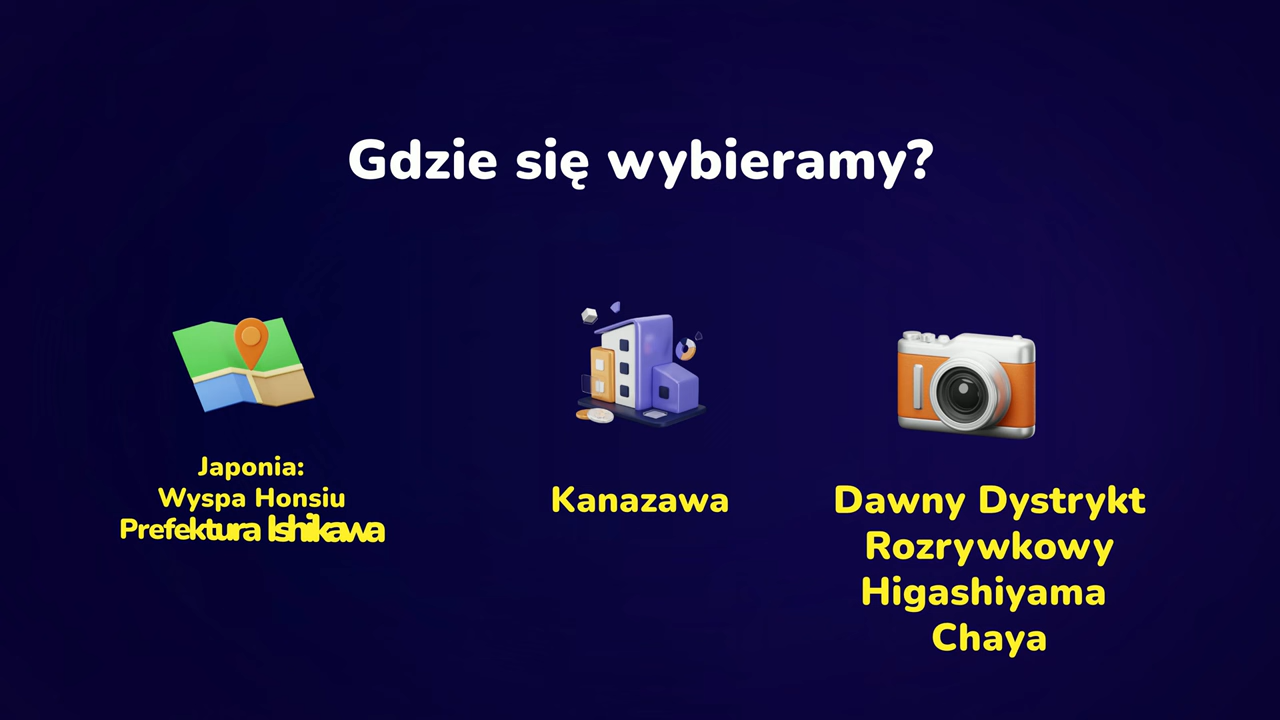 Gdzie się wybieramy?
Japonia:
Wyspa Honsiu
Prefektura Ishikawa
Kanazawa
Dawny Dystrykt
Rozrywkowy
Higashiyama
Chaya